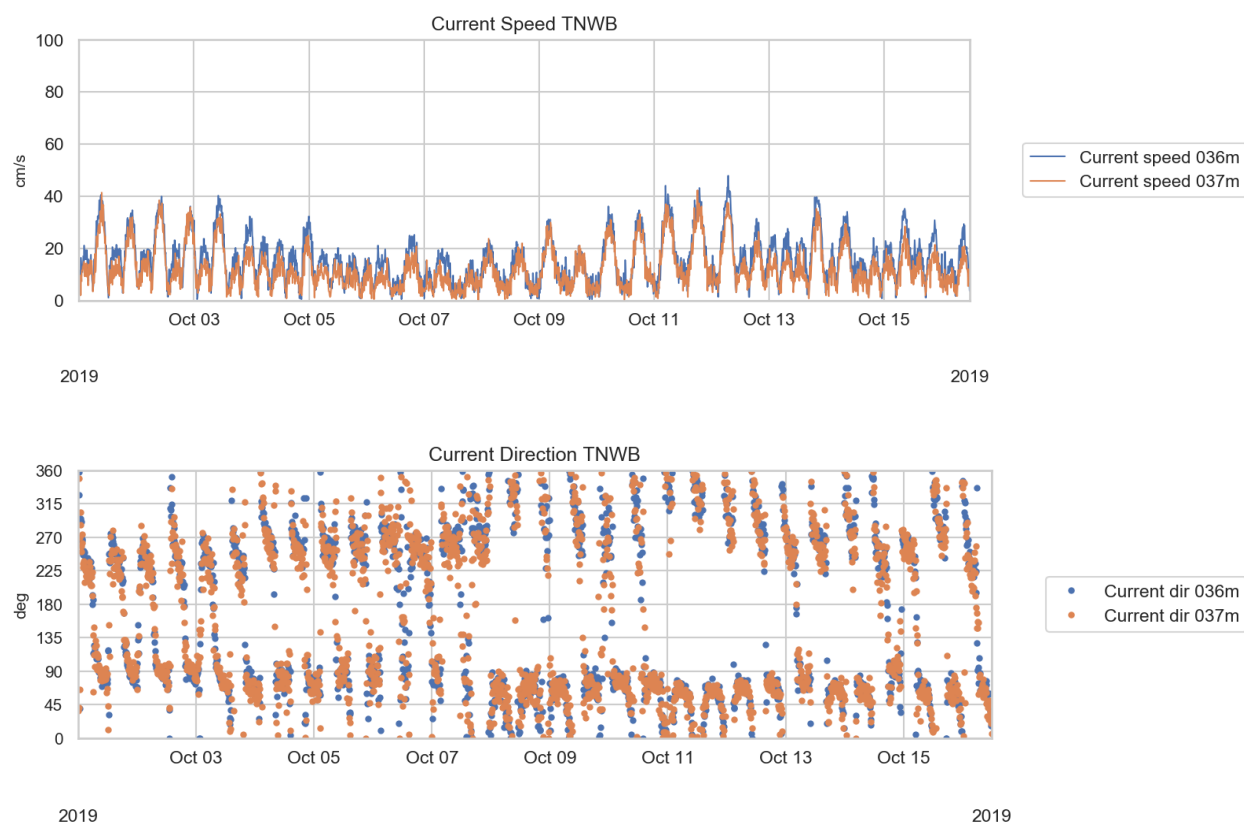 Current Speed TNWB
100
80
60
40
20
0
cm/s
Oct 03 Oct 05 Oct 07 Oct 09 Oct 11 Oct 13 Oct 15
2019 2019
Current speed 036m
Current speed 037m
Current Direction TNWB
360
315
270
225
180
135
90
45
0
deg
Oct 03 Oct 05 Oct 07 Oct 09 Oct 11 Oct 13 Oct 15
2019 2019
Current dir 036m
Current dir 037m